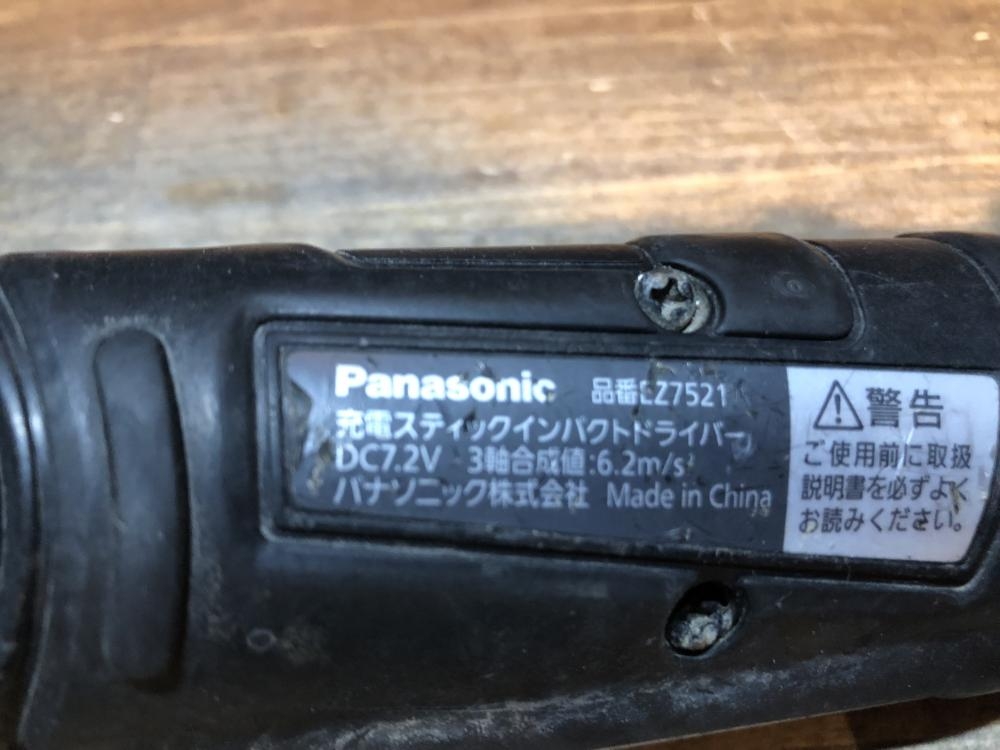 Panasonic 品番EZ7521
充電スティックインパクトドライバー
DC7.2V 3軸合成値:6.2m/s²
パナソニック株式会社 Made in China
⚠警告
ご使用前に取扱
説明書を必ずよく
お読みください。